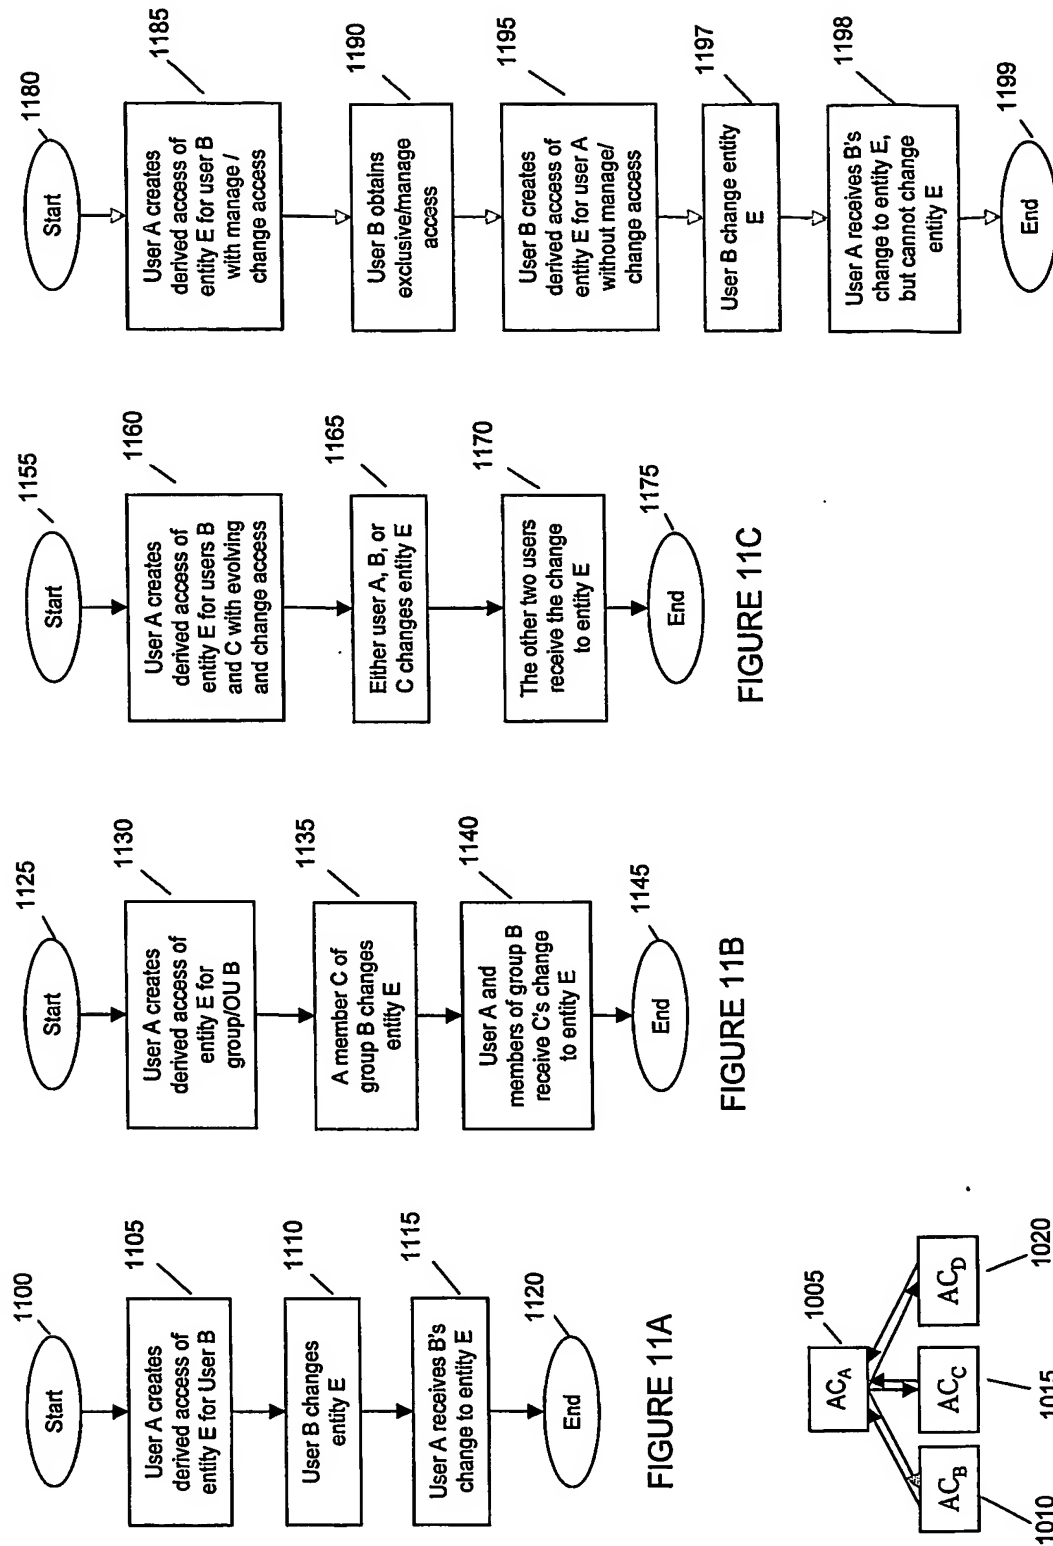 1100
Start
1105
User A creates
derived access of
entity E for User B
1110
User B changes
entity E
1115
User A receives B's
change to entity E
1120
End
FIGURE 11A
1125
Start
1130
User A creates
derived access of
entity E for
group/OU B
1135
A member C of
group B changes
entity E
1140
User A and
members of group B
receive C's change
to entity E
1145
End
FIGURE 11B
1155
Start
1160
User A creates
derived access of
entity E for users B
and C with evolving
and change access
1165
Either user A, B, or
C changes entity E
1170
The other two users
receive the change
to entity E
1175
End
FIGURE 11C
1180
Start
1185
User A creates
derived access of
entity E for user B
with manage /
change access
1190
User B obtains
exclusive/manage
access
1195
User B creates
derived access of
entity E for user A
without manage/
change access
1197
User B change entity
E
1198
User A receives B's
change to entity E,
but cannot change
entity E
1199
End
1005
ACA
ACB
ACC
ACD
1010
1015
1020